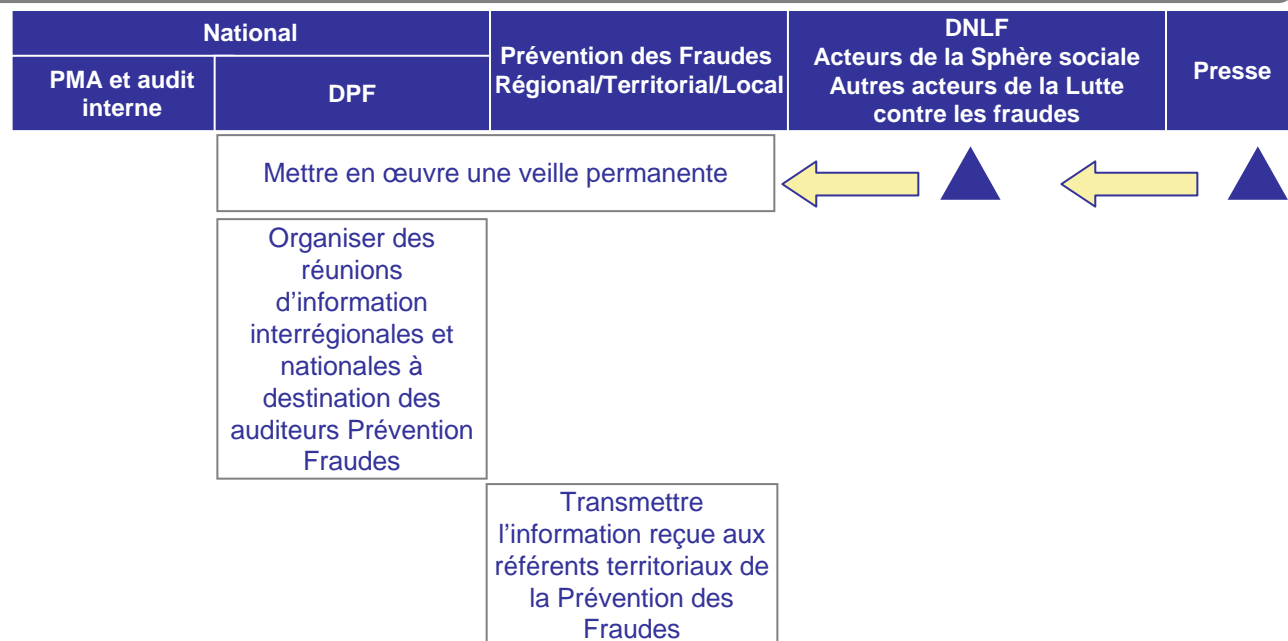 National
PMA et audit
interne
DPF
Prévention des Fraudes
Régional/Territorial/Local
DNLF
Acteurs de la Sphère sociale
Autres acteurs de la Lutte
contre les fraudes
Presse
Mettre en œuvre une veille permanente
Organiser des
réunions
d’information
interrégionales et
nationales à
destination des
auditeurs Prévention
Fraudes
Transmettre
l’information reçue aux
référents territoriaux de
la Prévention des
Fraudes